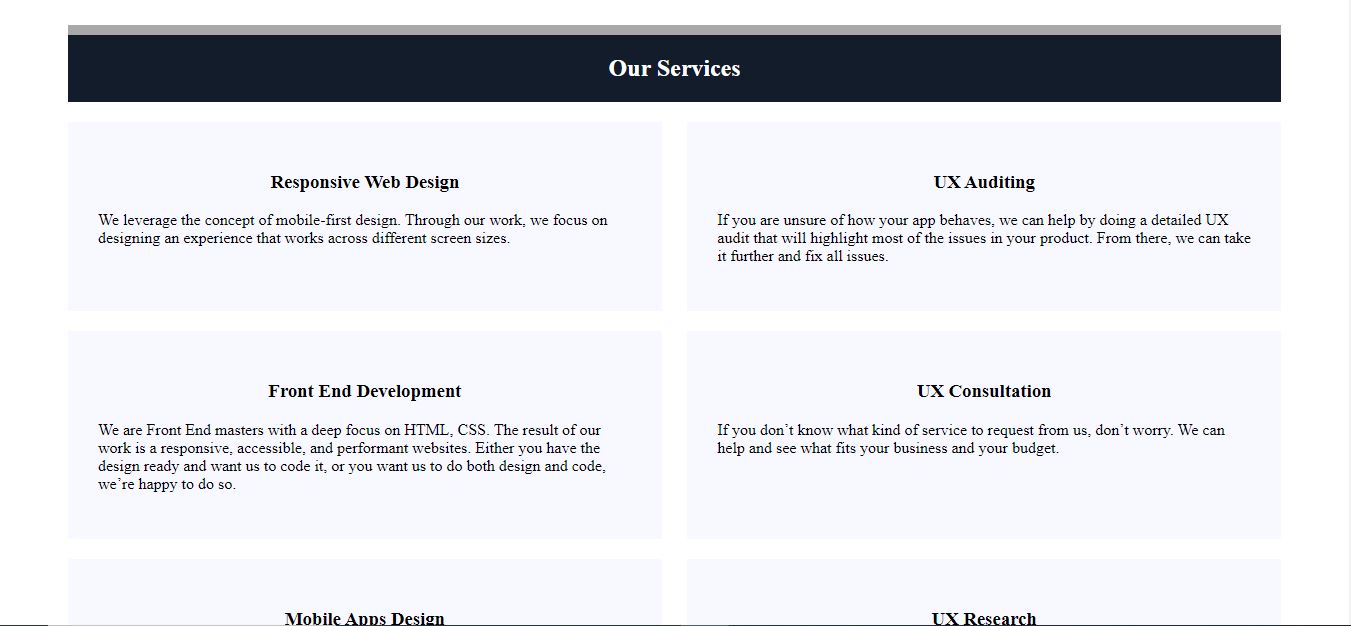 Our Services
Responsive Web Design
We leverage the concept of mobile-first design. Through our work, we focus on
designing an experience that works across different screen sizes.
UX Auditing
If you are unsure of how your app behaves, we can help by doing a detailed UX
audit that will highlight most of the issues in your product. From there, we can take
it further and fix all issues.
Front End Development
We are Front End masters with a deep focus on HTML, CSS. The result of our
work is a responsive, accessible, and performant websites. Either you have the
design ready and want us to code it, or you want us to do both design and code,
we’re happy to do so.
UX Consultation
If you don’t know what kind of service to request from us, don’t worry. We can
help and see what fits your business and your budget.
Mobile Apps Design
UX Research